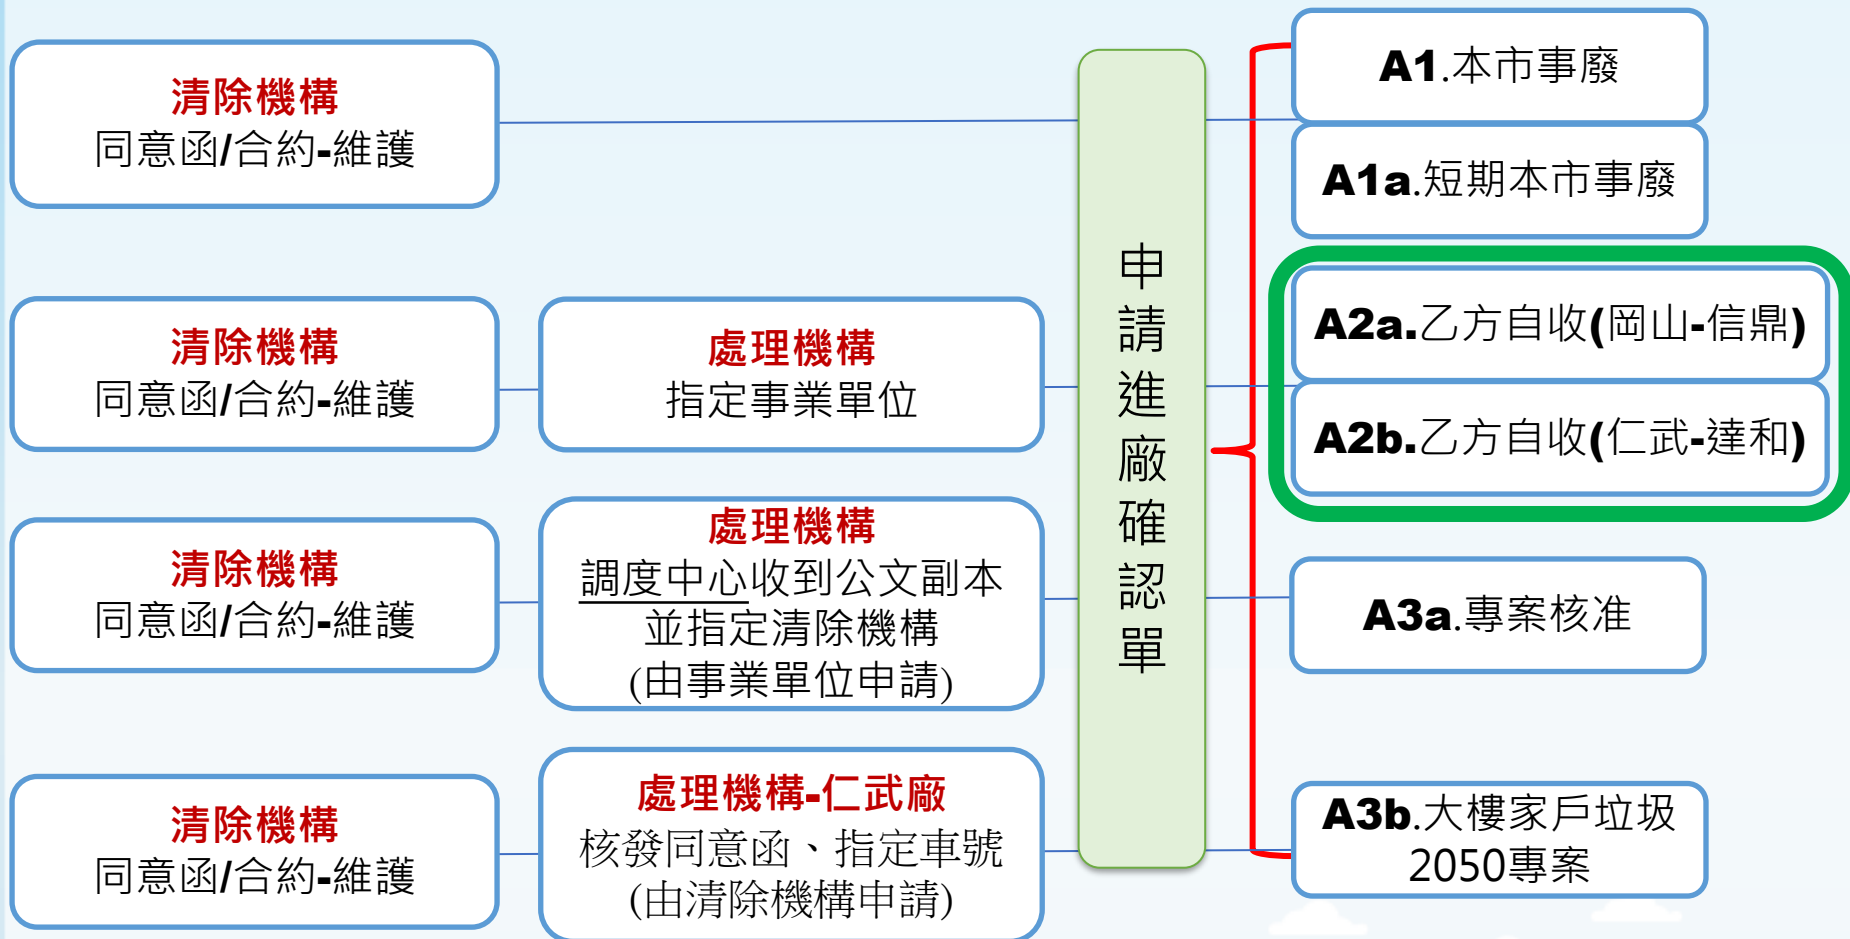 清除機構
同意函/合約-維護
A1.本市事廢
A1a.短期本市事廢
清除機構
同意函/合約-維護
處理機構
指定事業單位
A2a.乙方自收(岡山-信鼎)
A2b.乙方自收(仁武-達和)
清除機構
同意函/合約-維護
處理機構
調度中心收到公文副本
並指定清除機構
(由事業單位申請)
A3a.專案核准
清除機構
同意函/合約-維護
處理機構-仁武廠
核發同意函、指定車號
(由清除機構申請)
A3b.大樓家戶垃圾
2050專案
申請進廠確認單